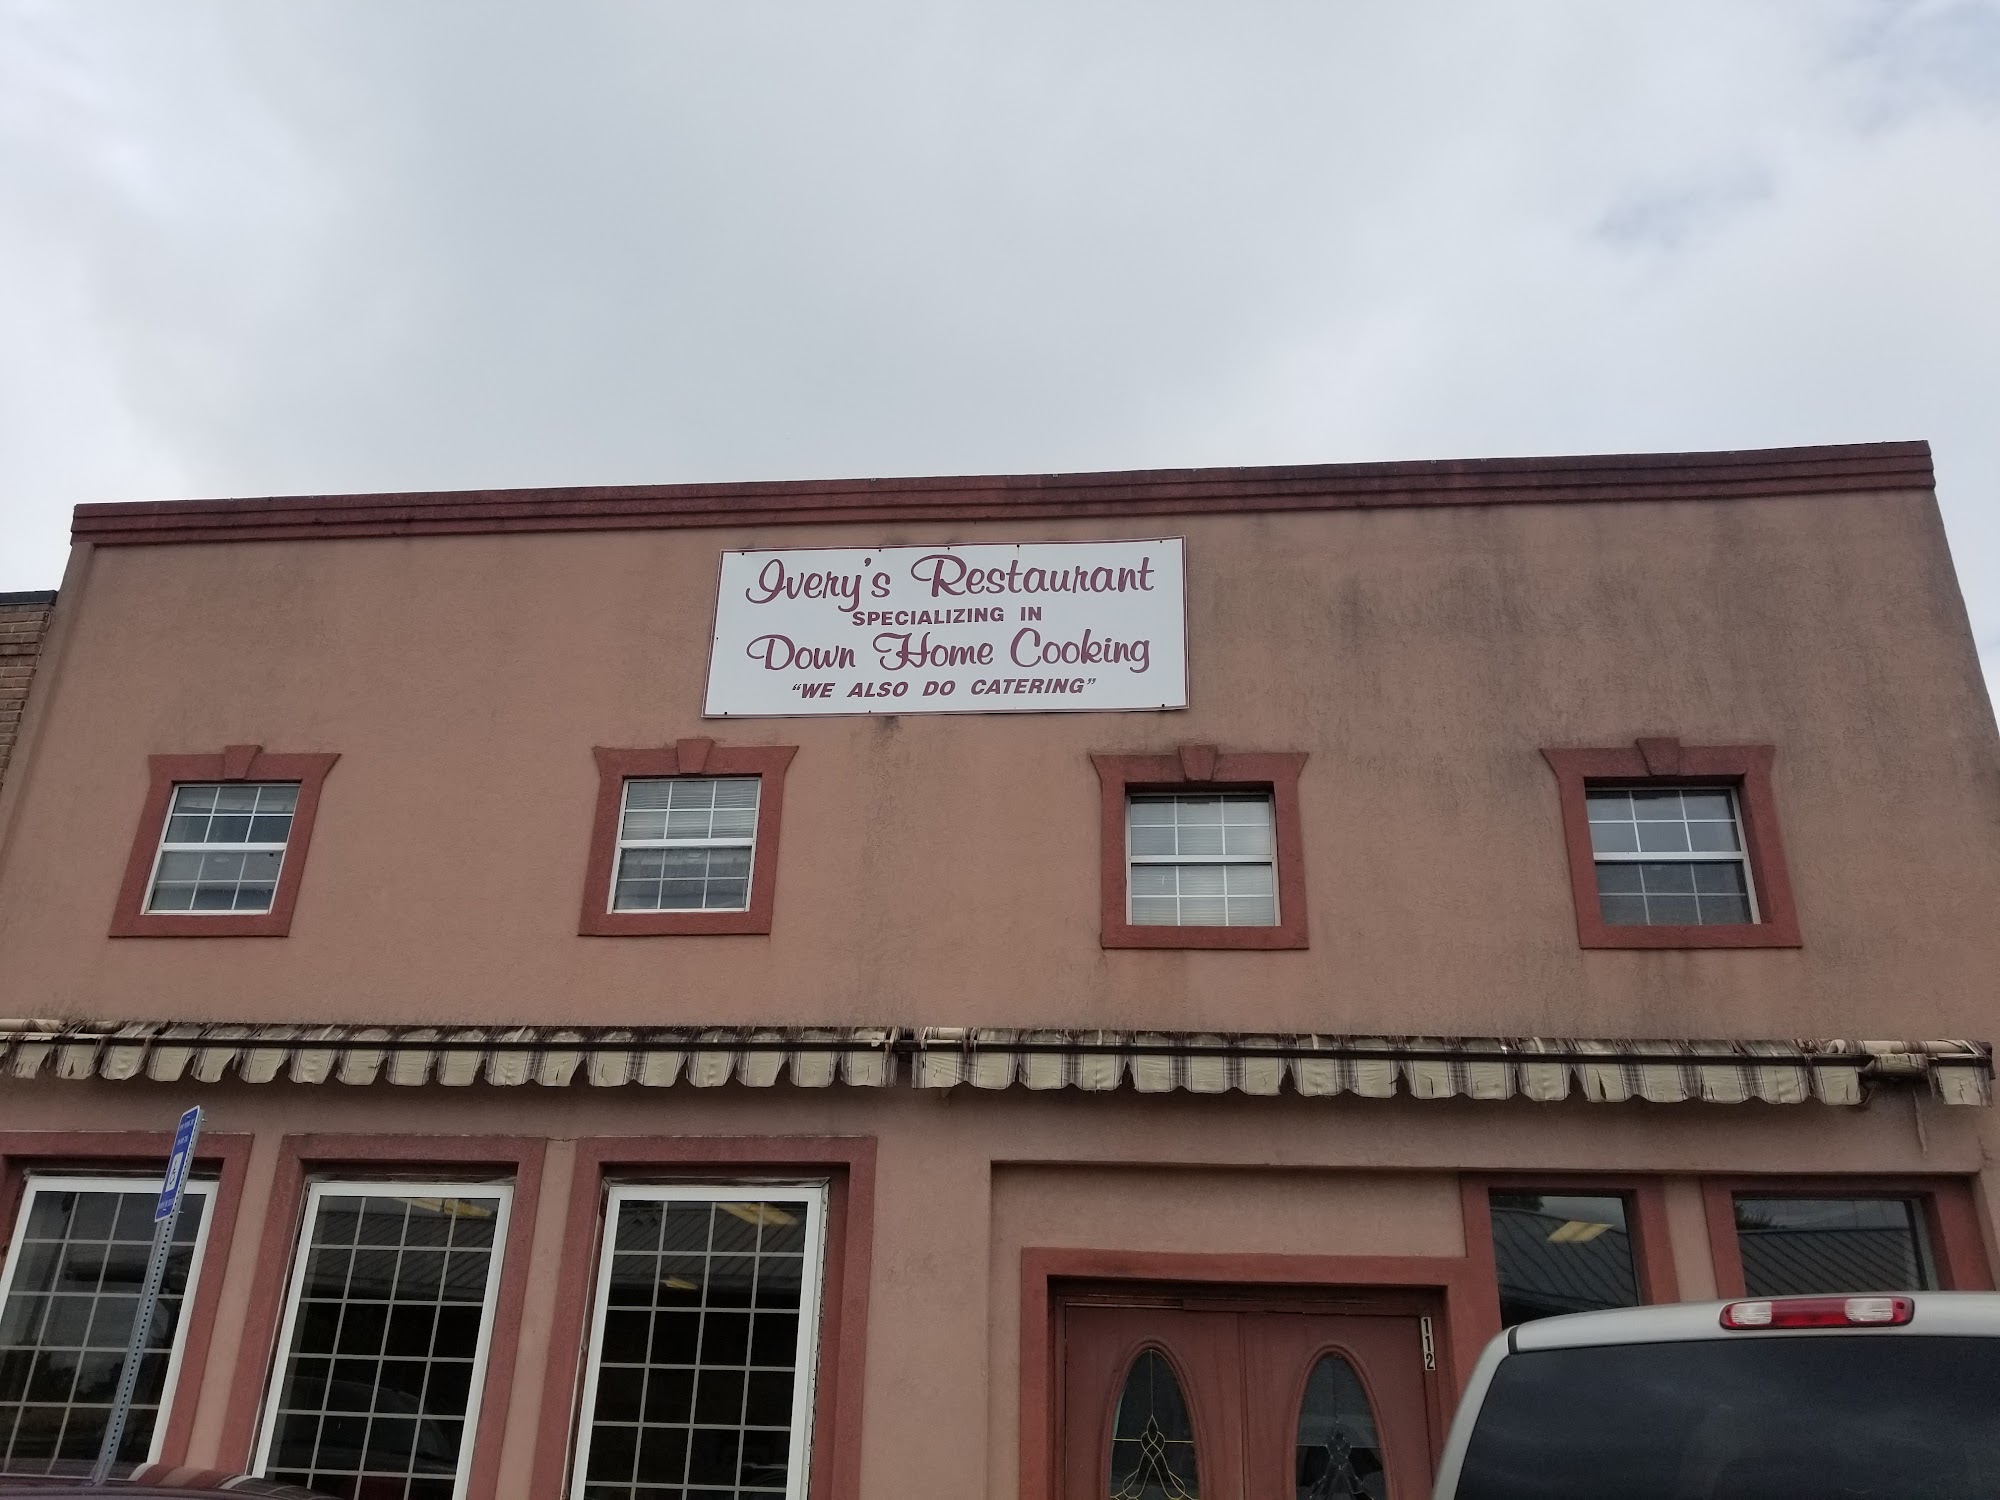 Ivery's Restaurant
SPECIALIZING IN
Down Home Cooking
"WE ALSO DO CATERING"
112